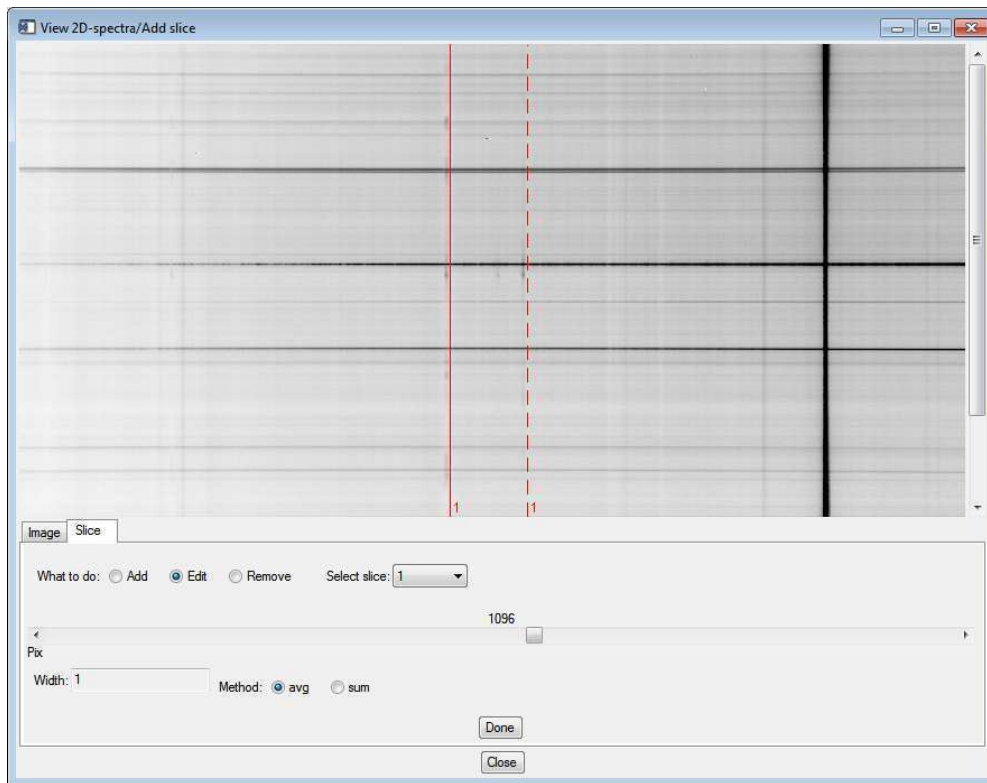 View 2D-spectra/Add slice
1 1
Image Slice
What to do: Add Edit Remove Select slice: 1
1096
Pix
Width: 1 Method: avg sum
Done
Close